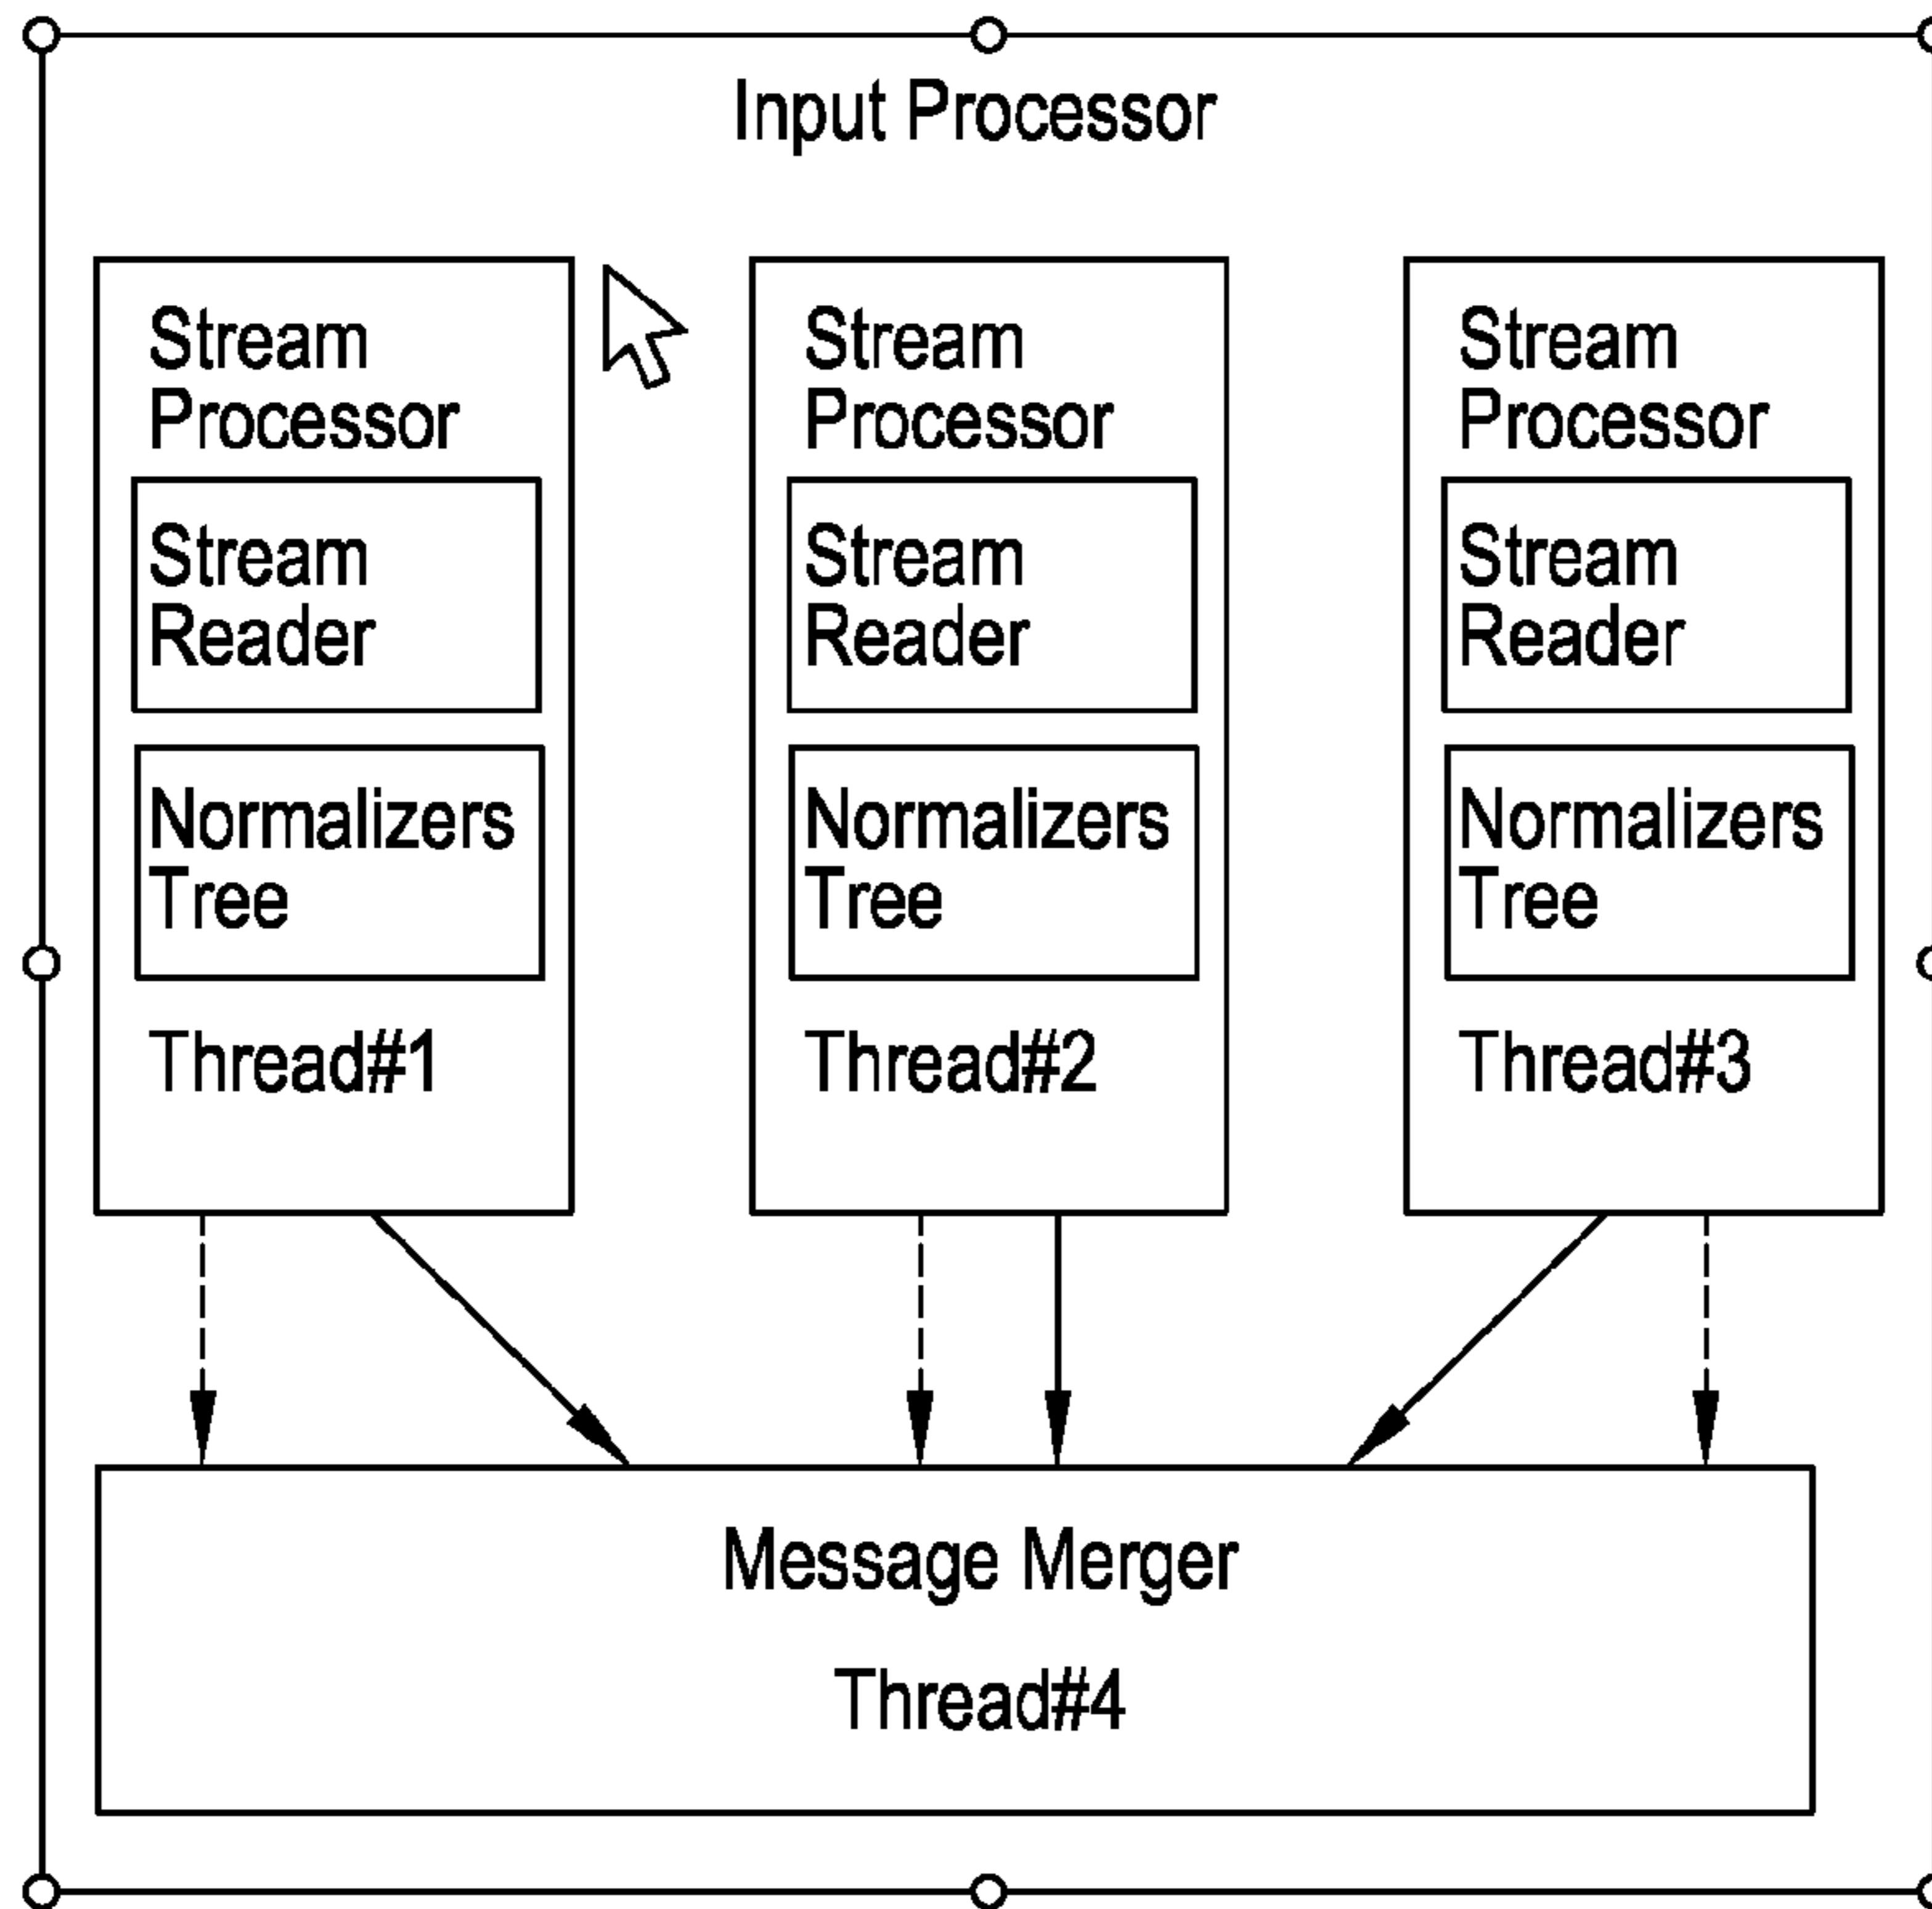 Input Processor
Stream
Processor
Stream
Reader
Normalizers
Tree
Thread#1
Stream
Processor
Stream
Reader
Normalizers
Tree
Thread#2
Stream
Processor
Stream
Reader
Normalizers
Tree
Thread#3
Message Merger
Thread#4